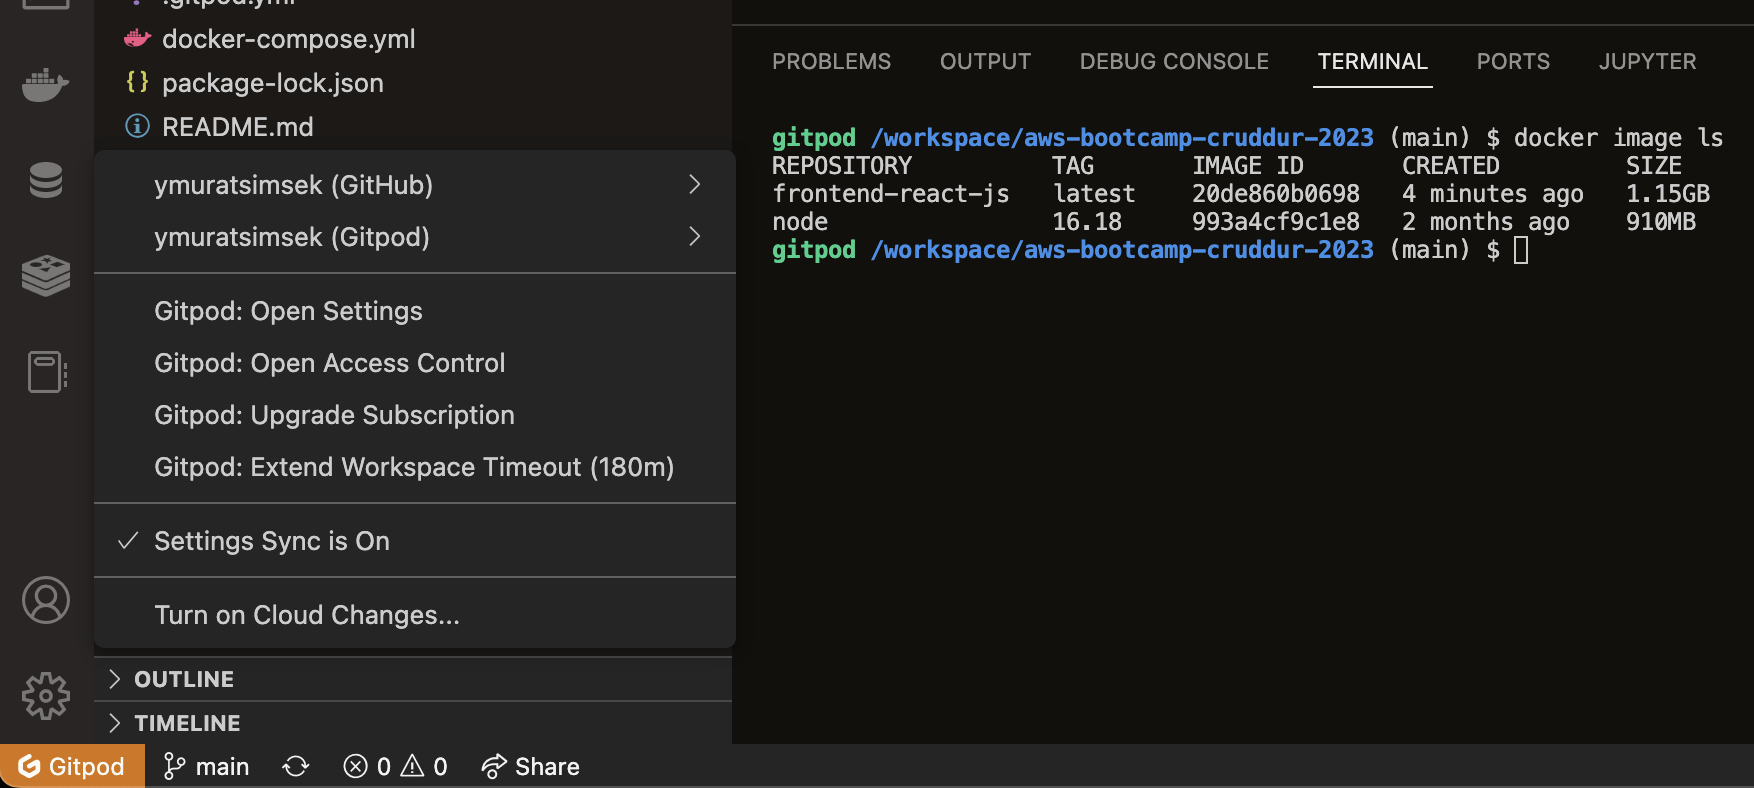 .gitpod.yml
docker-compose.yml
package-lock.json
README.md
ymuratsimsek (GitHub)
ymuratsimsek (Gitpod)
Gitpod: Open Settings
Gitpod: Open Access Control
Gitpod: Upgrade Subscription
Gitpod: Extend Workspace Timeout (180m)
Settings Sync is On
Turn on Cloud Changes...
OUTLINE
TIMELINE
PROBLEMS OUTPUT DEBUG CONSOLE TERMINAL PORTS JUPYTER
gitpod /workspace/aws-bootcamp-cruddur-2023 (main) $ docker image ls
REPOSITORY TAG IMAGE ID CREATED SIZE
frontend-react-js latest 20de860b0698 4 minutes ago 1.15GB
node 16.18 993a4cf9c1e8 2 months ago 910MB
gitpod /workspace/aws-bootcamp-cruddur-2023 (main) $
Gitpod main 0 0 Share